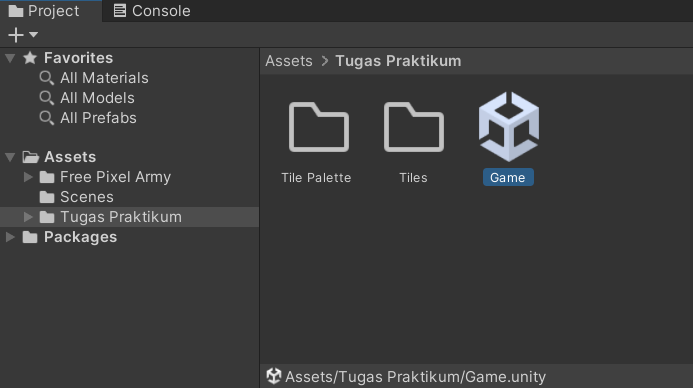 Project
Console
Favorites
All Materials
All Models
All Prefabs
Assets
Free Pixel Army
Scenes
Tugas Praktikum
Packages
Assets > Tugas Praktikum
Tile Palette
Tiles
Game
Assets/Tugas Praktikum/Game.unity